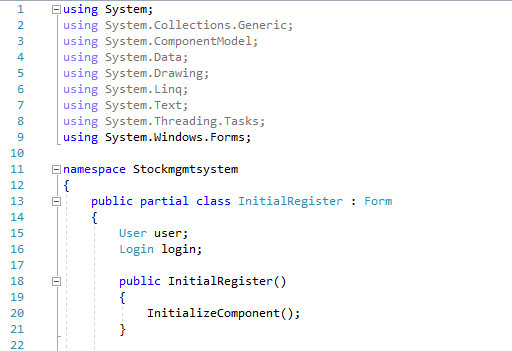 1 using System;
2 using System.Collections.Generic;
3 using System.ComponentModel;
4 using System.Data;
5 using System.Drawing;
6 using System.Linq;
7 using System.Text;
8 using System.Threading.Tasks;
9 using System.Windows.Forms;
10
11 namespace Stockmgmtsystem
12 {
13 public partial class InitialRegister : Form
14 {
15 User user;
16 Login login;
17
18 public InitialRegister()
19 {
20 InitializeComponent();
21 }
22